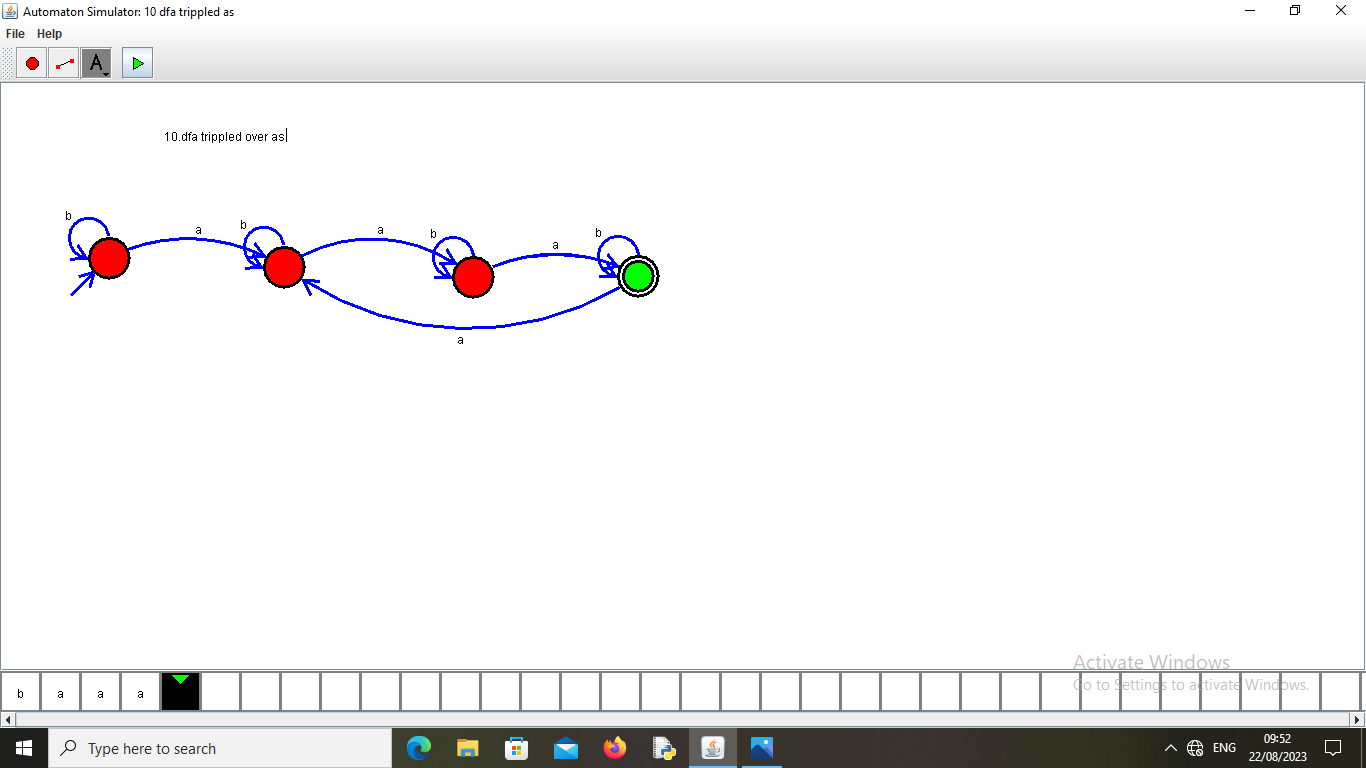 Automaton Simulator: 10 dfa trippled as
File Help
A
10.dfa trippled over as
b a b a b a b
a
b a a a
Activate Windows
Go to Settings to activate Windows.
Type here to search
ENG
09:52
22/08/2023